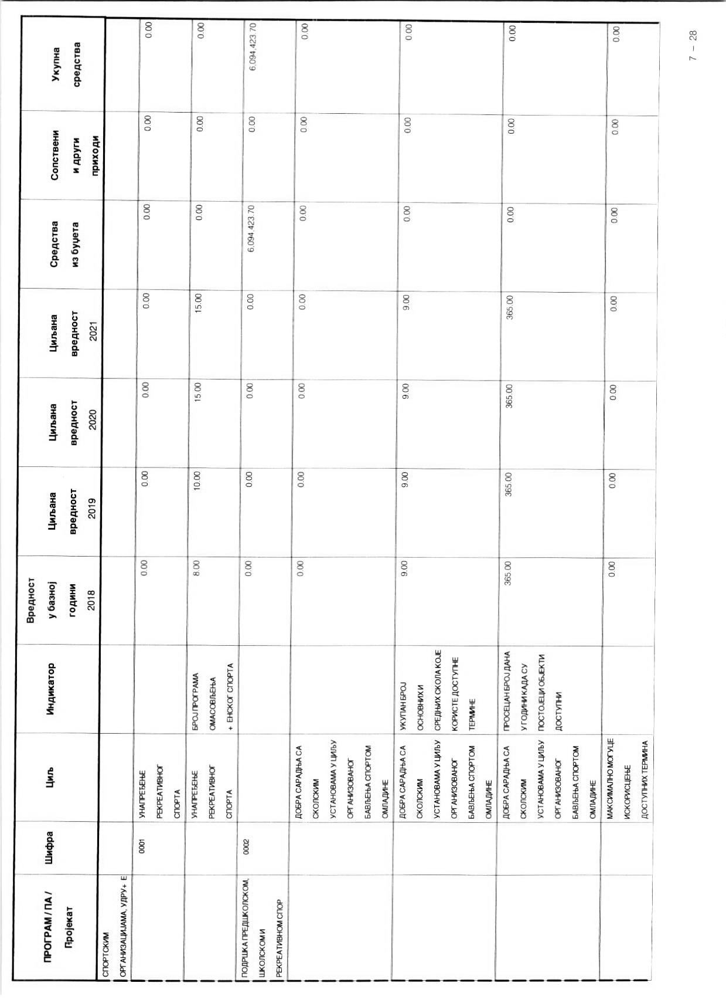 ПРОГРАМ / ПА /
Пројекат
Шифра
Циљ
Индикатор
Вредност
у базној
години
2018
Циљана
вредност
2019
Циљана
вредност
2020
Циљана
вредност
2021
Средства
из буџета
Сопствени
и други
приходи
Укупна
средства
СПОРТСКИМ
ОРГАНИЗАЦИЈАМА, УДРУ+ Е
0001
УНАПРЕЂЕЊЕ
РЕКРЕАТИВНОГ
СПОРТА
0.00
0.00
0.00
0.00
0.00
0.00
0.00
УНАПРЕЂЕЊЕ
РЕКРЕАТИВНОГ
СПОРТА
БРОЈ ПРОГРАМА
ОМАСОВЉЕЊА
+ ЕНСКОГ СПОРТА
8.00
10.00
15.00
15.00
0.00
0.00
0.00
ПОДРШКА ПРЕДШКОЛСКОМ,
ШКОЛСКОМ И
РЕКРЕАТИВНОМ СПОР
0002
0.00
0.00
0.00
0.00
6.094.423.70
0.00
6.094.423.70
ДОБРА САРАДЊА СА
СКОЛСКИМ
УСТАНОВАМА У ЦИЉУ
ОРГАНИЗОВАНОГ
БАВЉЕЊА СПОРТОМ
ОМЛАДИНЕ
0.00
0.00
0.00
0.00
0.00
0.00
0.00
ДОБРА САРАДЊА СА
СКОЛСКИМ
УСТАНОВАМА У ЦИЉУ
ОРГАНИЗОВАНОГ
БАВЉЕЊА СПОРТОМ
ОМЛАДИНЕ
УКУПАН БРОЈ
ОСНОВНИХ И
СРЕДЊИХ СКОЛА КОЈЕ
КОРИСТЕ ДОСТУПНЕ
ТЕРМИНЕ
9.00
9.00
9.00
9.00
0.00
0.00
0.00
ДОБРА САРАДЊА СА
СКОЛСКИМ
УСТАНОВАМА У ЦИЉУ
ОРГАНИЗОВАНОГ
БАВЉЕЊА СПОРТОМ
ОМЛАДИНЕ
ПРОСЕЦАН БРОЈ ДАНА
У ГОДИНИ КАДА СУ
ПОСТОЈЕЦИ ОБЈЕКТИ
ДОСТУПНИ
365.00
365.00
365.00
365.00
0.00
0.00
0.00
МАКСИМАЛНО МОГУЦЕ
ИСКОРИСЦЕЊЕ
ДОСТУПНИХ ТЕРМИНА
0.00
0.00
0.00
0.00
0.00
0.00
0.00
7 – 28